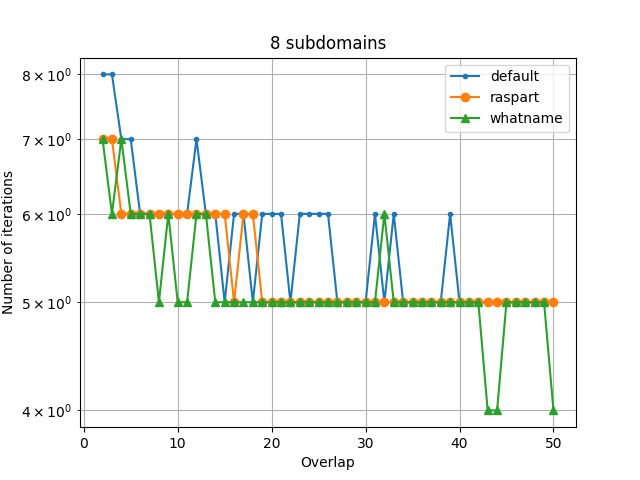 8 subdomains
Number of iterations
8 × 10⁰
7 × 10⁰
6 × 10⁰
5 × 10⁰
4 × 10⁰
default
raspart
whatname
0 10 20 30 40 50
Overlap